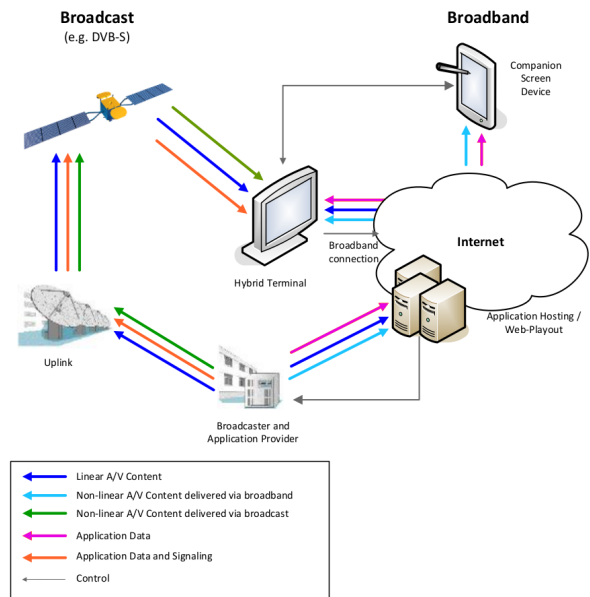 Broadcast
(e.g. DVB-S)
Broadband
Companion
Screen
Device
Internet
Broadband
connection
Hybrid Terminal
Application Hosting /
Web-Playout
Uplink
Broadcaster and
Application Provider
Linear A/V Content
Non-linear A/V Content delivered via broadband
Non-linear A/V Content delivered via broadcast
Application Data
Application Data and Signaling
Control